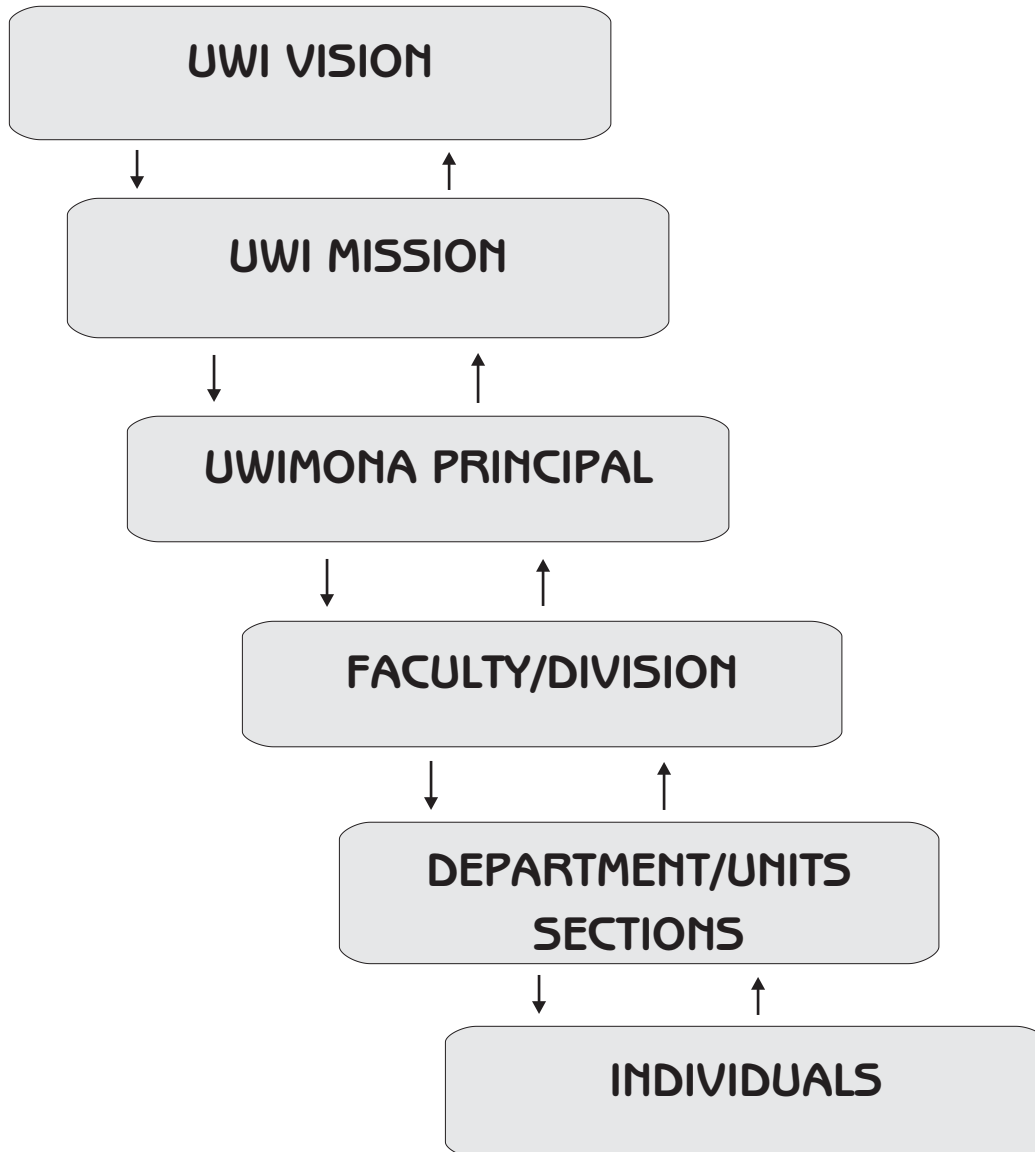 UWI VISION
UWI MISSION
UWIMONA PRINCIPAL
FACULTY/DIVISION
DEPARTMENT/UNITS
SECTIONS
INDIVIDUALS